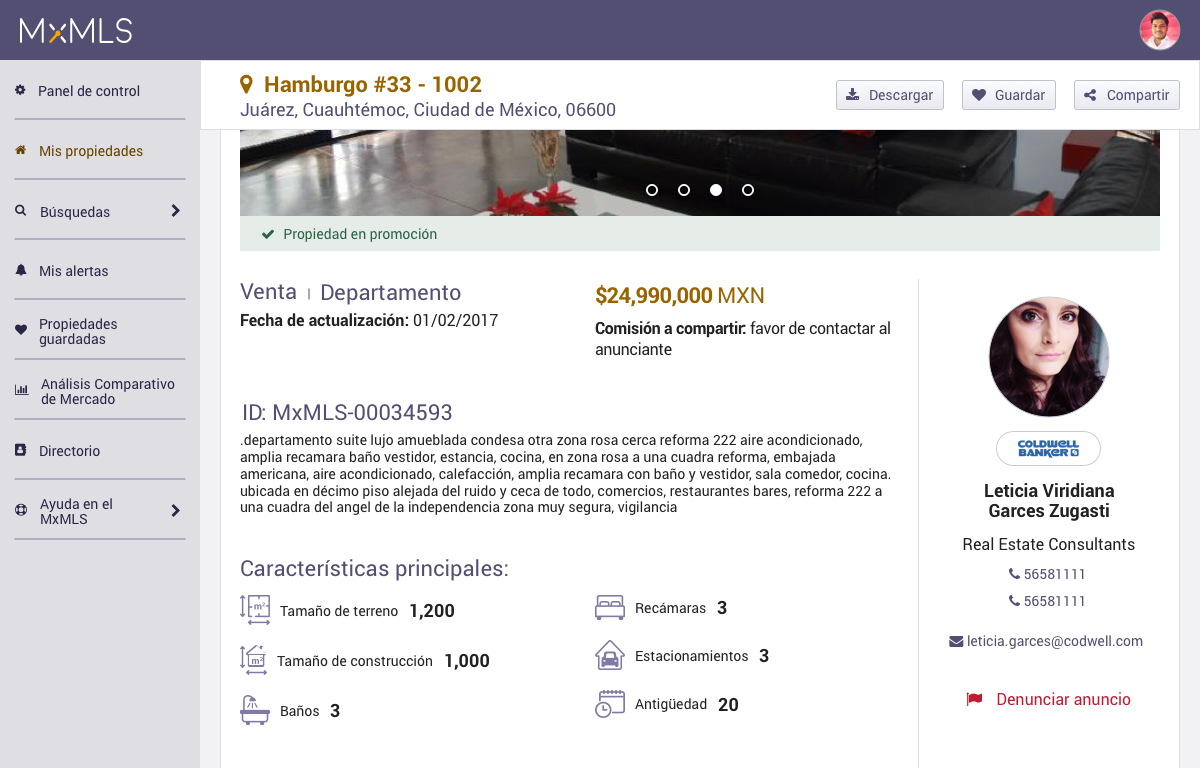 MxMLS
Panel de control
Mis propiedades
Búsquedas
Mis alertas
Propiedades
guardadas
Análisis Comparativo
de Mercado
Directorio
Ayuda en el
MxMLS
Hamburgo #33 - 1002
Juárez, Cuauhtémoc, Ciudad de México, 06600
Descargar
Guardar
Compartir
Propiedad en promoción
Venta | Departamento
Fecha de actualización: 01/02/2017
$24,990,000 MXN
Comisión a compartir: favor de contactar al
anunciante
ID: MxMLS-00034593
.departamento suite lujo amueblada condesa otra zona rosa cerca reforma 222 aire acondicionado,
amplia recamara baño vestidor, estancia, cocina, en zona rosa a una cuadra reforma, embajada
americana, aire acondicionado, calefacción, amplia recamara con baño y vestidor, sala comedor, cocina.
ubicada en décimo piso alejada del ruido y ceca de todo, comercios, restaurantes bares, reforma 222 a
una cuadra del angel de la independencia zona muy segura, vigilancia
Características principales:
m² Tamaño de terreno 1,200
m² Tamaño de construcción 1,000
Baños 3
Recámaras 3
Estacionamientos 3
Antigüedad 20
COLDWELL
BANKER
Leticia Viridiana
Garces Zugasti
Real Estate Consultants
56581111
56581111
leticia.garces@codwell.com
Denunciar anuncio